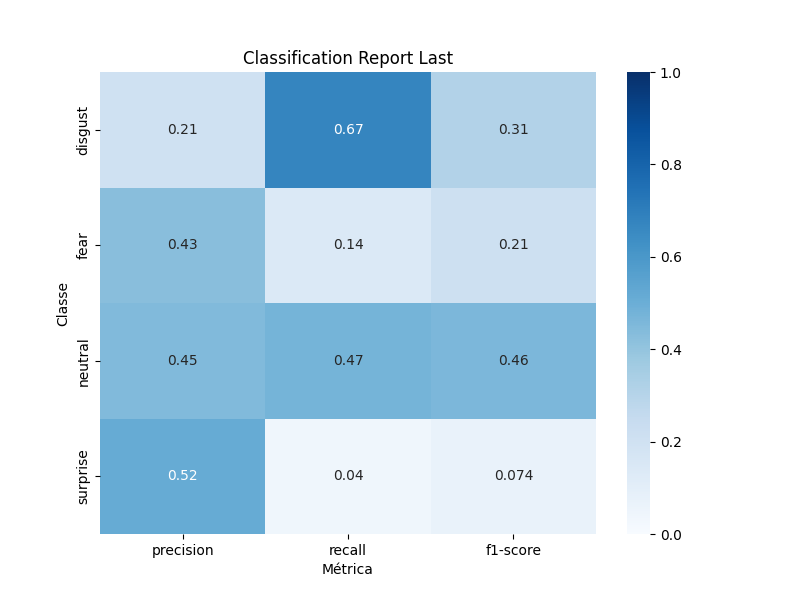 Classification Report Last
disgust 0.21 0.67 0.31
fear 0.43 0.14 0.21
neutral 0.45 0.47 0.46
surprise 0.52 0.04 0.074
Classe
precision recall f1-score
Métrica
1.0
0.8
0.6
0.4
0.2
0.0